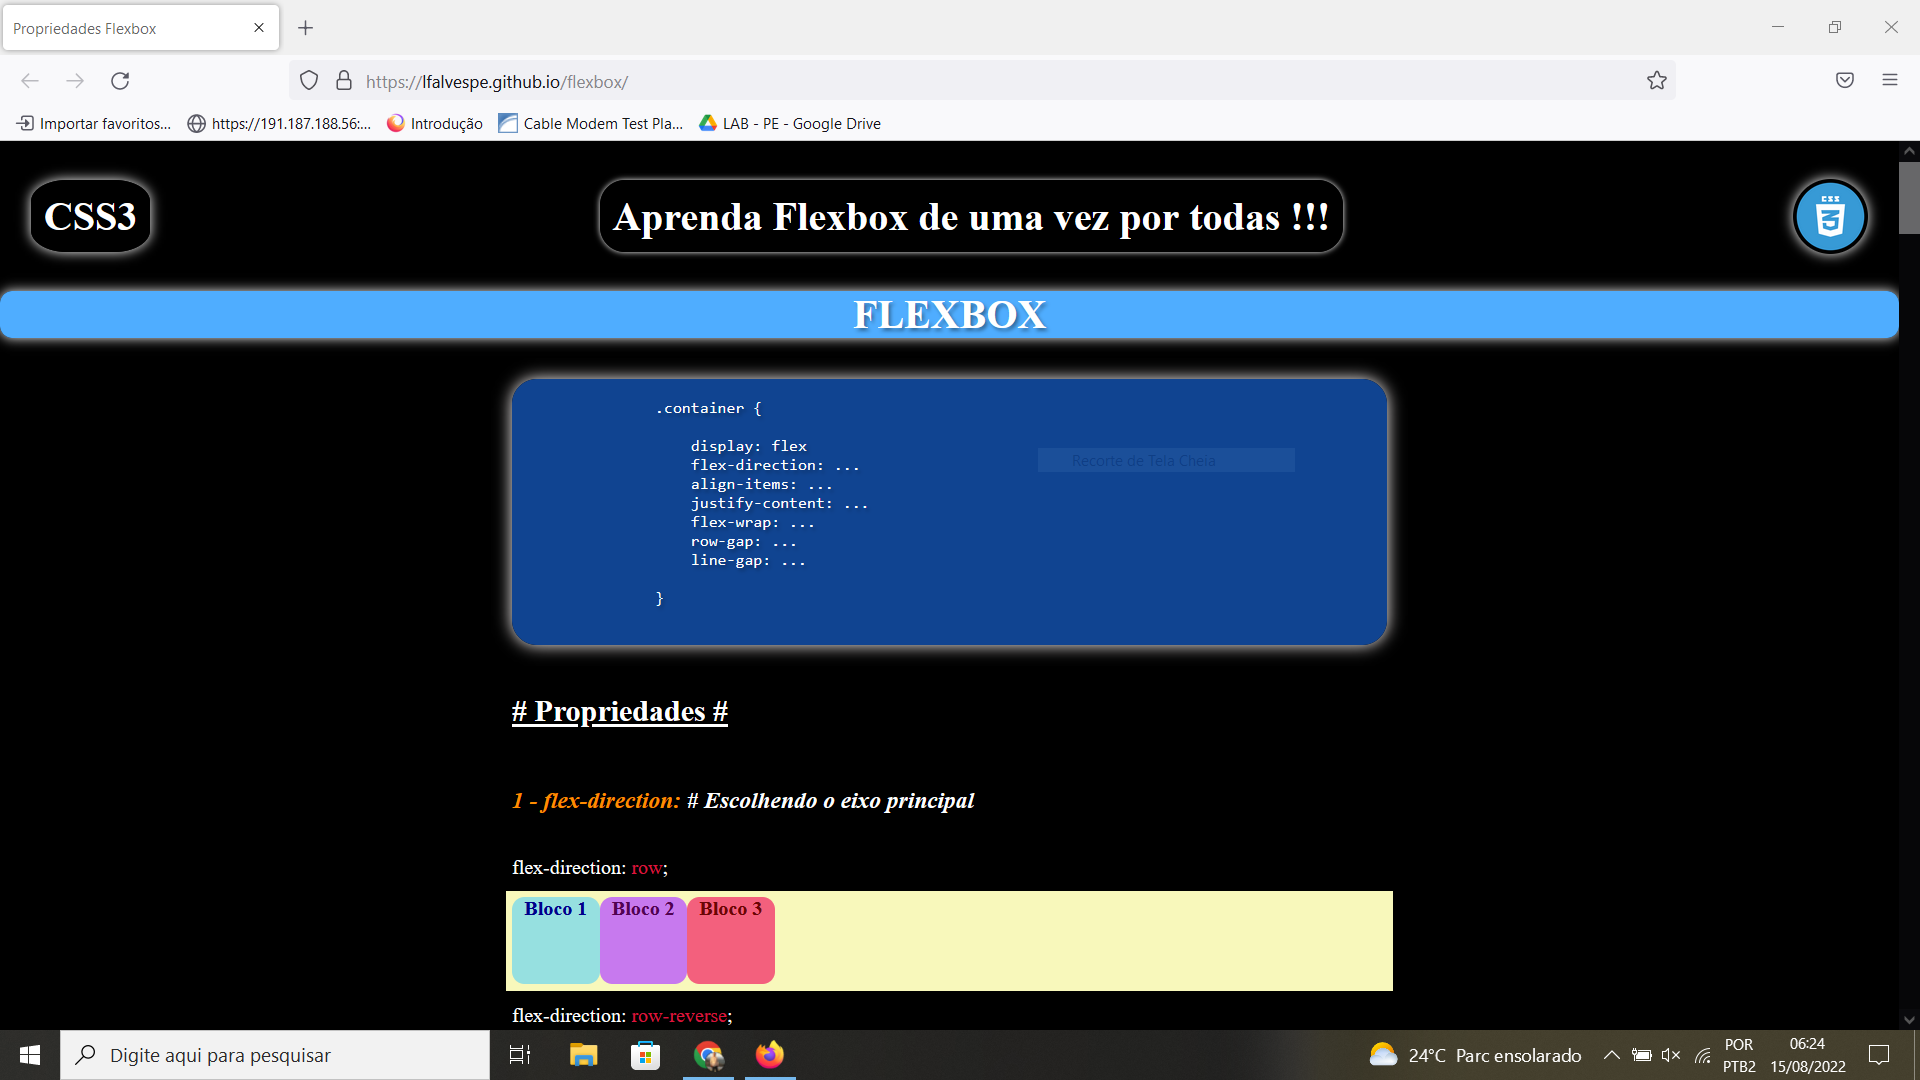 Propriedades Flexbox
https://lfalvespe.github.io/flexbox/
Importar favoritos...
https://191.187.188.56:...
Introdução
Cable Modem Test Pla...
LAB - PE - Google Drive
CSS3
Aprenda Flexbox de uma vez por todas !!!
CSS
3
FLEXBOX
.container {
display: flex
flex-direction: ...
align-items: ...
justify-content: ...
flex-wrap: ...
row-gap: ...
line-gap: ...
}
Recorte de Tela Cheia
# Propriedades #
1 - flex-direction: # Escolhendo o eixo principal
flex-direction: row;
Bloco 1
Bloco 2
Bloco 3
flex-direction: row-reverse;
Digite aqui para pesquisar
24°C Parc ensolarado
POR
PTB2
06:24
15/08/2022